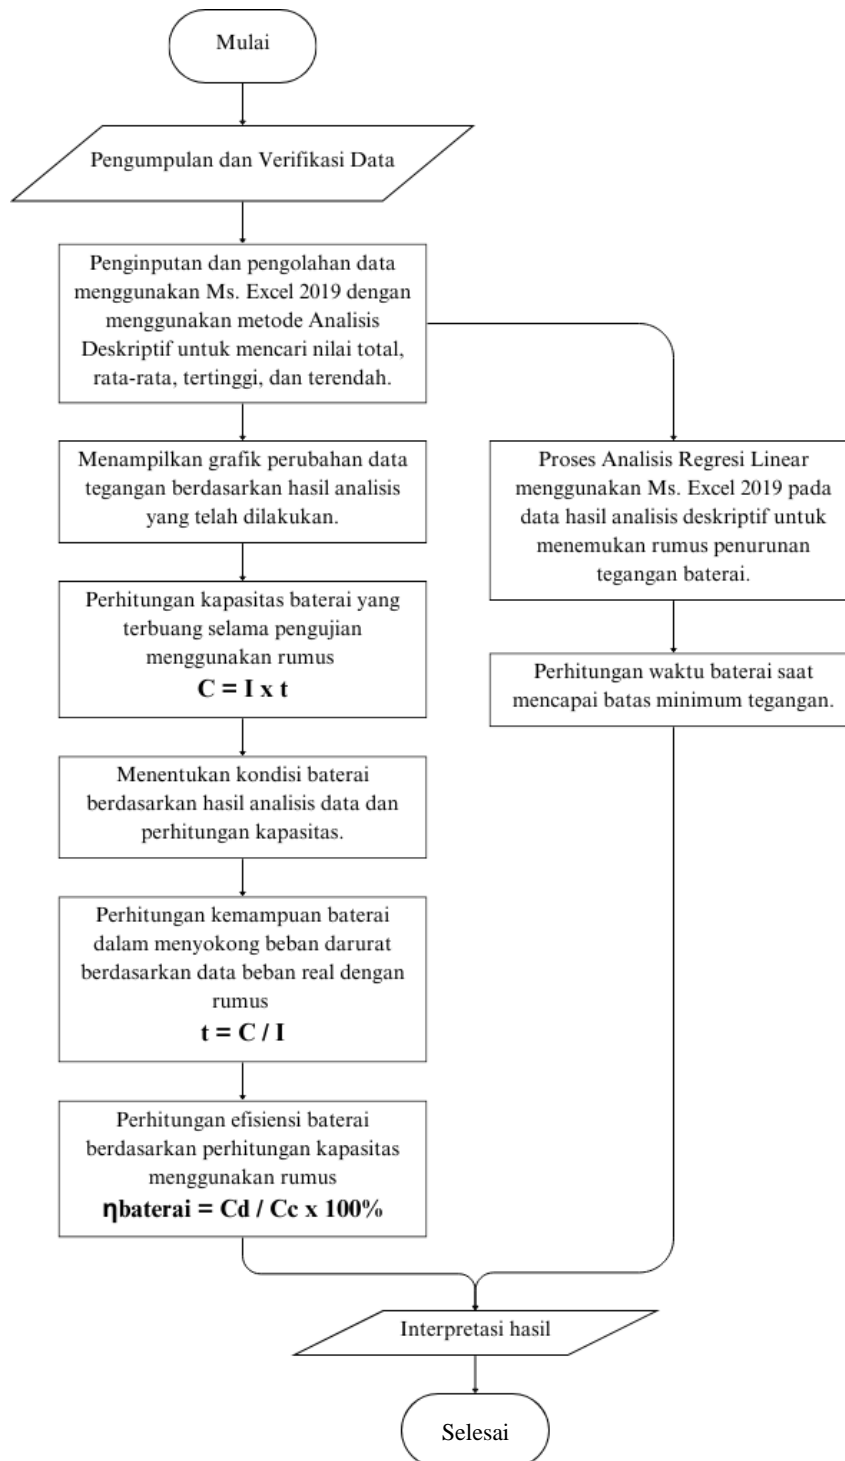 Mulai
Pengumpulan dan Verifikasi Data
Penginputan dan pengolahan data
menggunakan Ms. Excel 2019 dengan
menggunakan metode Analisis
Deskriptif untuk mencari nilai total,
rata-rata, tertinggi, dan terendah.
Menampilkan grafik perubahan data
tegangan berdasarkan hasil analisis
yang telah dilakukan.
Perhitungan kapasitas baterai yang
terbuang selama pengujian
menggunakan rumus
C = I x t
Menentukan kondisi baterai
berdasarkan hasil analisis data dan
perhitungan kapasitas.
Perhitungan kemampuan baterai
dalam menyokong beban darurat
berdasarkan data beban real dengan
rumus
t = C / I
Perhitungan efisiensi baterai
berdasarkan perhitungan kapasitas
menggunakan rumus
ηbaterai = Cd / Cc x 100%
Proses Analisis Regresi Linear
menggunakan Ms. Excel 2019 pada
data hasil analisis deskriptif untuk
menemukan rumus penurunan
tegangan baterai.
Perhitungan waktu baterai saat
mencapai batas minimum tegangan.
Interpretasi hasil
Selesai